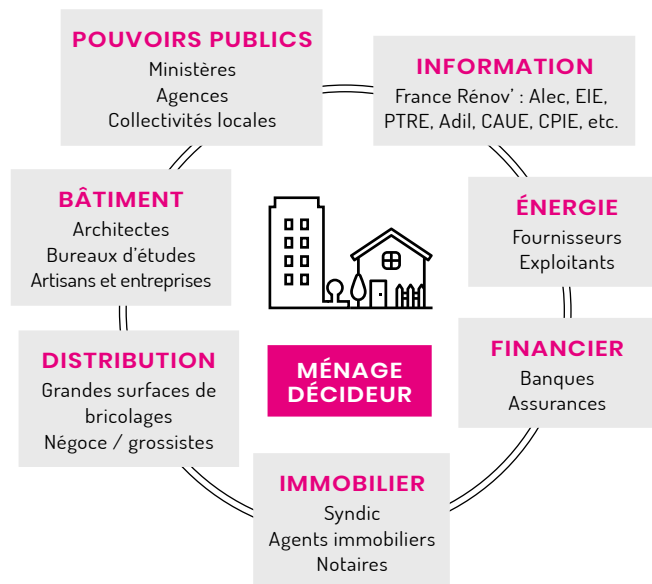 POUVOIRS PUBLICS
Ministères
Agences
Collectivités locales
INFORMATION
France Rénov’ : Alec, EIE,
PTRE, Adil, CAUE, CPIE, etc.
BÂTIMENT
Architectes
Bureaux d’études
Artisans et entreprises
ÉNERGIE
Fournisseurs
Exploitants
DISTRIBUTION
Grandes surfaces de
bricolages
Négoce / grossistes
MÉNAGE
DÉCIDEUR
FINANCIER
Banques
Assurances
IMMOBILIER
Syndic
Agents immobiliers
Notaires